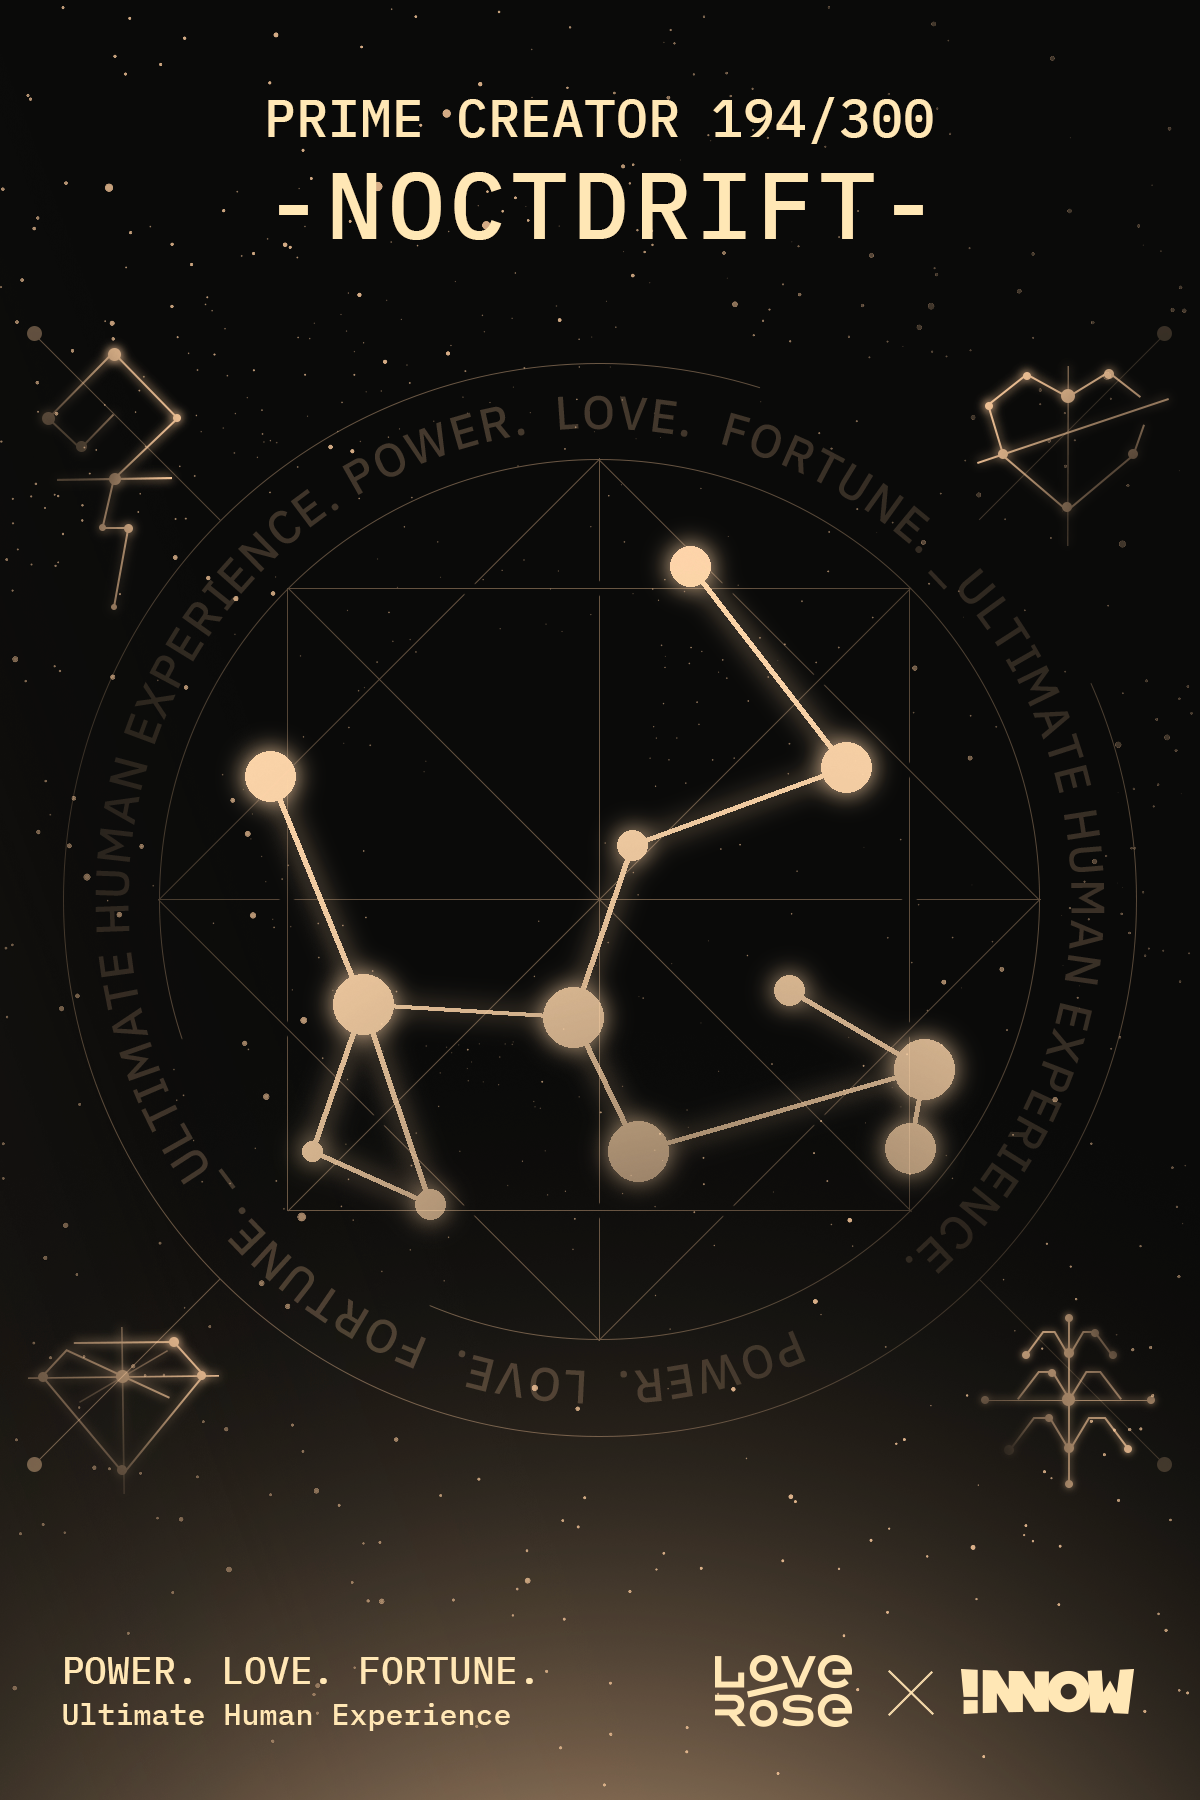 PRIME CREATOR 194/300
-NOCTDRIFT-
POWER. LOVE. FORTUNE. — ULTIMATE HUMAN EXPERIENCE.
POWER. LOVE. FORTUNE. — ULTIMATE HUMAN EXPERIENCE.
POWER. LOVE. FORTUNE.
Ultimate Human Experience
LOVE ROSE
!NNOW